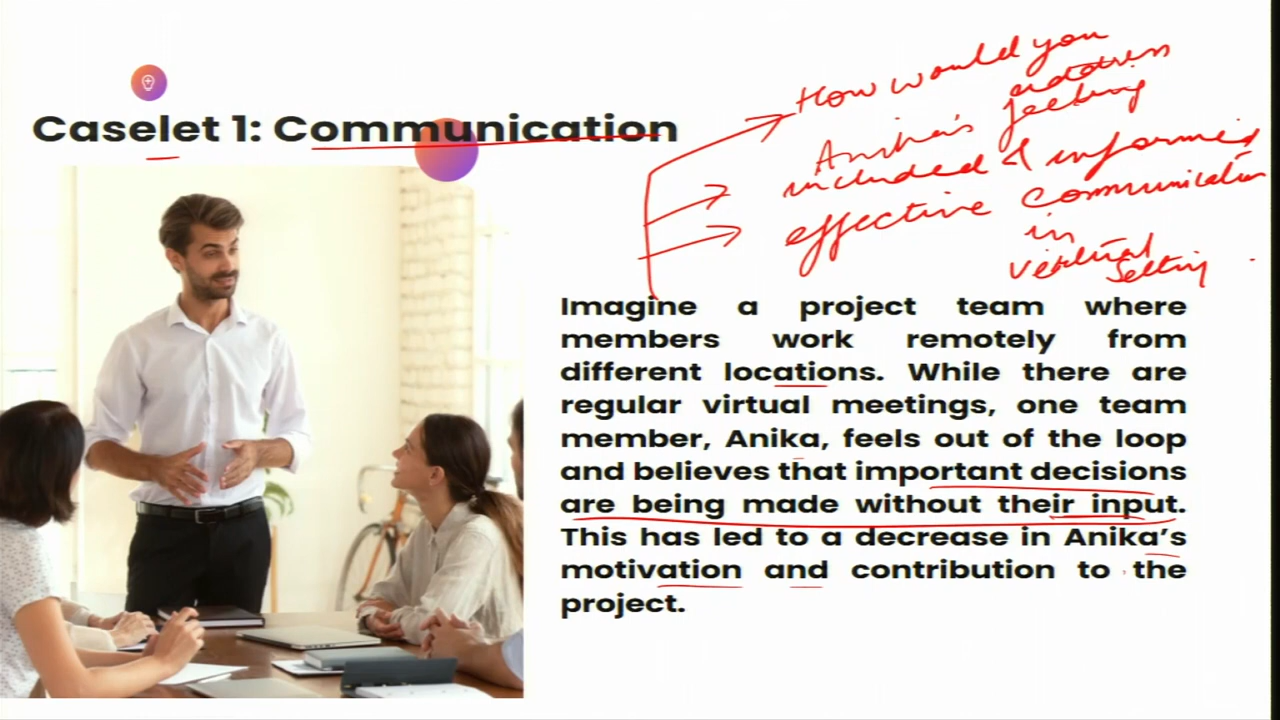 Caselet 1: Communication
How would you
address
Anika's feeling
included & informed
effective communication
in
virtual
setting
Imagine a project team where
members work remotely from
different locations. While there are
regular virtual meetings, one team
member, Anika, feels out of the loop
and believes that important decisions
are being made without their input.
This has led to a decrease in Anika's
motivation and contribution to the
project.